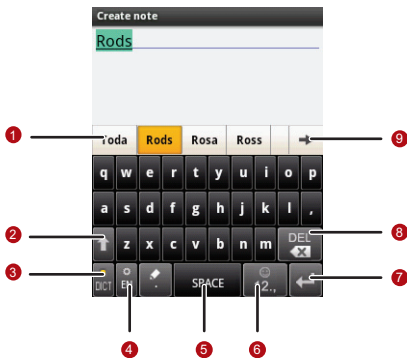 Create note
Rods
1 Toda Rods Rosa Ross 9
q w e r t y u i o p
a s d f g h j k l ,
2 z x c v b n m DEL 8
3 DICT EN . SPACE 12., 7
4 5 6